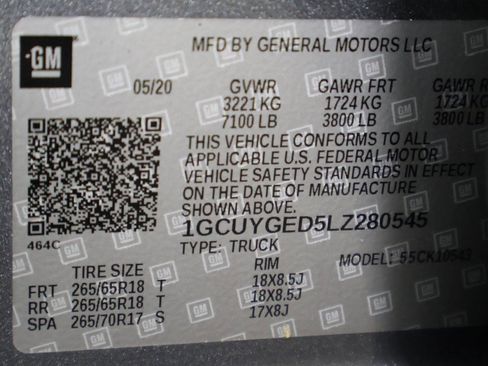 GM
MFD BY GENERAL MOTORS LLC
05/20 GVWR GAWR FRT GAWR R
3221 KG 1724 KG 1724 KG
7100 LB 3800 LB 3800 LB
THIS VEHICLE CONFORMS TO ALL
APPLICABLE U.S. FEDERAL MOTOR
VEHICLE SAFETY STANDARDS IN EFFECT
ON THE DATE OF MANUFACTURE
SHOWN ABOVE.
464C
1GCUYGED5LZ280545
TYPE: TRUCK MODEL: 55CK10543
TIRE SIZE RIM
FRT 265/65R18 T 18X8.5J
RR 265/65R18 T 18X8.5J
SPA 265/70R17 S 17X8J